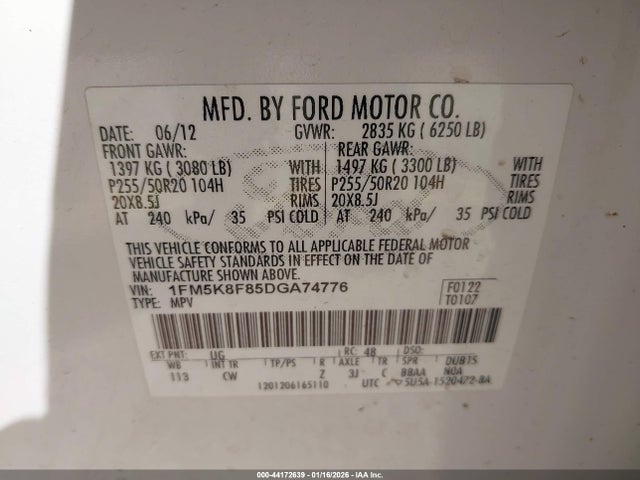 MFD. BY FORD MOTOR CO.
DATE: 06/12 GVWR: 2835 KG ( 6250 LB)
FRONT GAWR: REAR GAWR:
1397 KG ( 3080 LB) WITH 1497 KG ( 3300 LB) WITH
P255/50R20 104H TIRES P255/50R20 104H TIRES
20X8.5J RIMS 20X8.5J RIMS
AT 240 kPa/ 35 PSI COLD AT 240 kPa/ 35 PSI COLD
THIS VEHICLE CONFORMS TO ALL APPLICABLE FEDERAL MOTOR
VEHICLE SAFETY STANDARDS IN EFFECT ON THE DATE OF
MANUFACTURE SHOWN ABOVE.
VIN: 1FM5K8F85DGA74776 F0122
TYPE: MPV T0107
EXT PNT: UG RC: 48 DSO:
WB INT TR TP/PS R AXLE TR SPR
113 CW Z 3J C BBAA
1201206165110 UTC 5U5A-1520472-BA
000-44172639 - 01/16/2026 - IAA Inc.